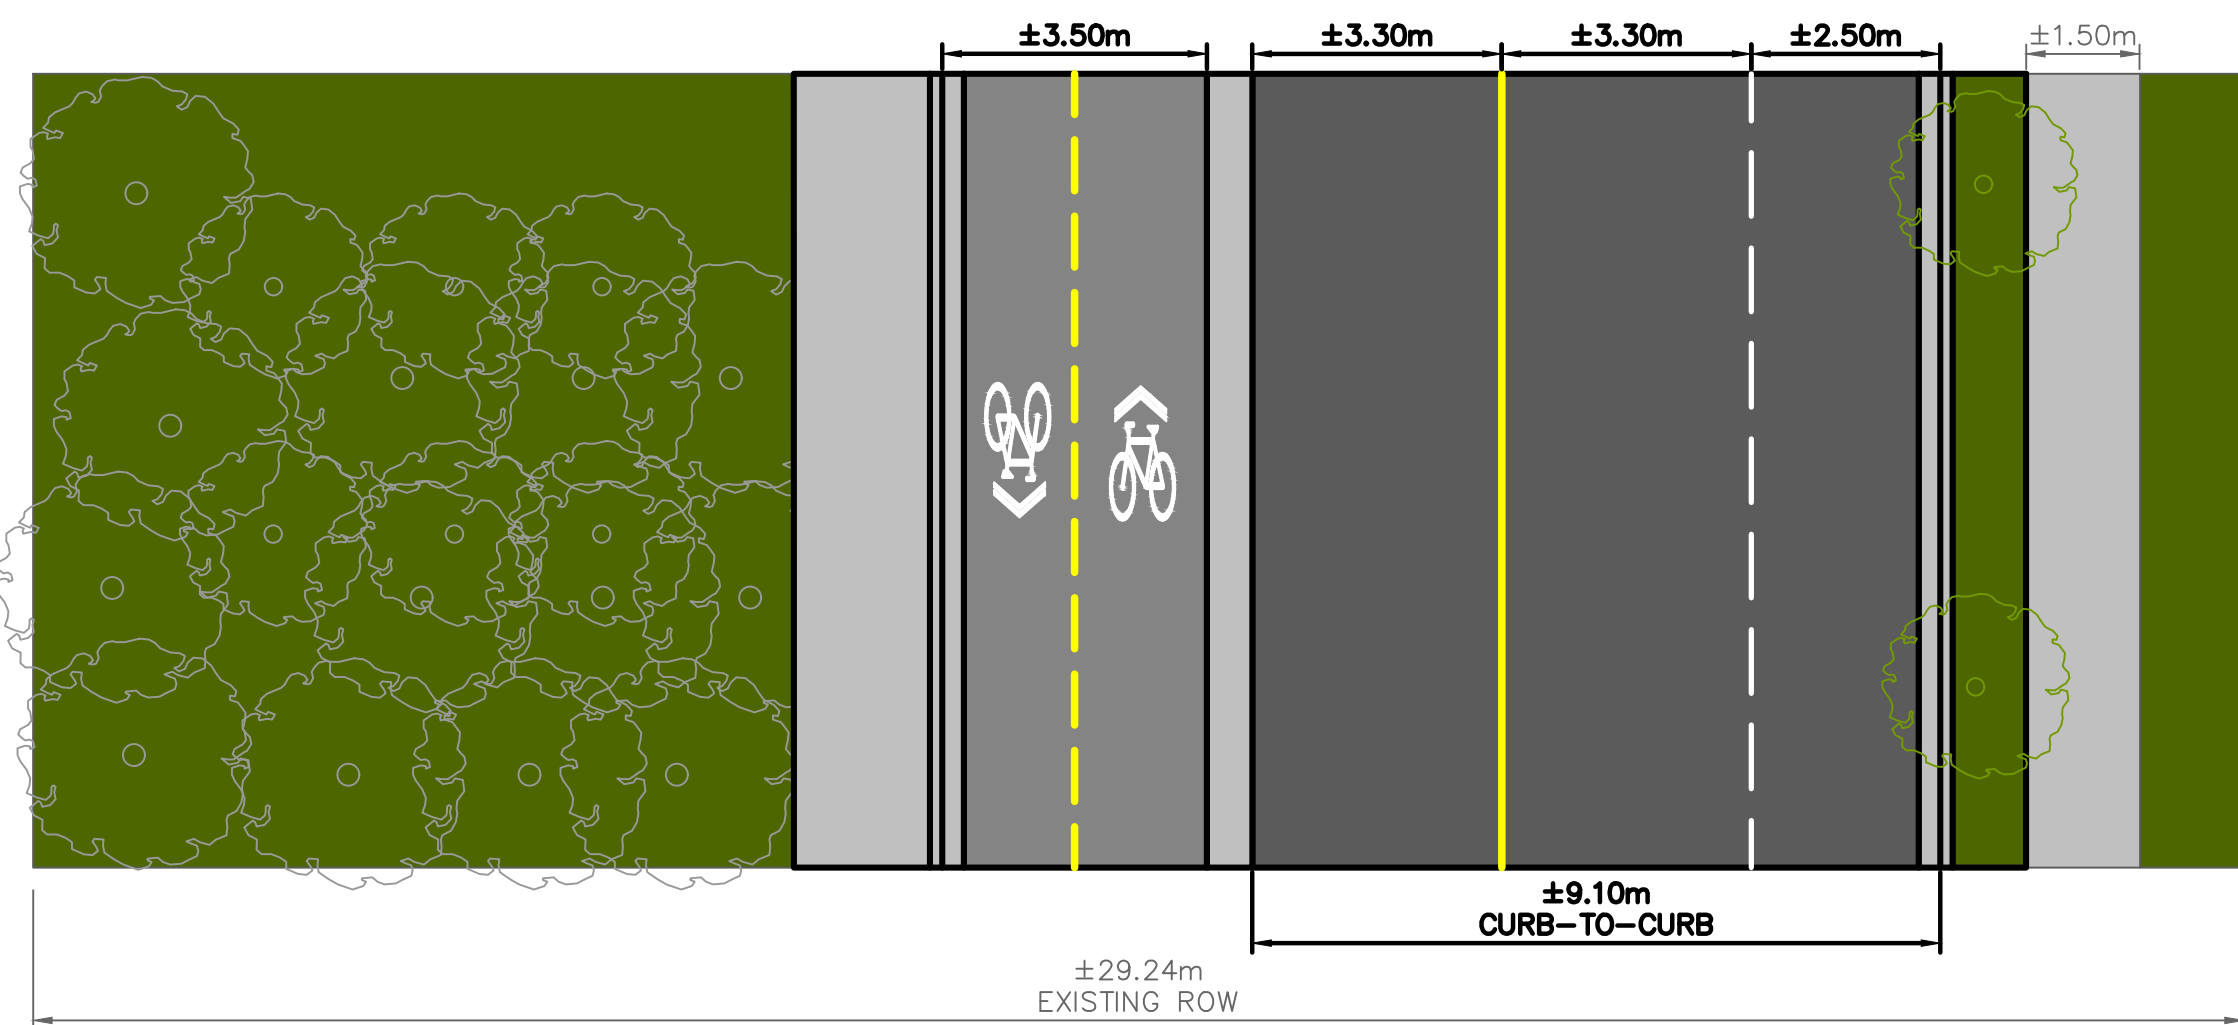 ±3.50m
±3.30m
±3.30m
±2.50m
±1.50m
±9.10m
CURB-TO-CURB
±29.24m
EXISTING ROW